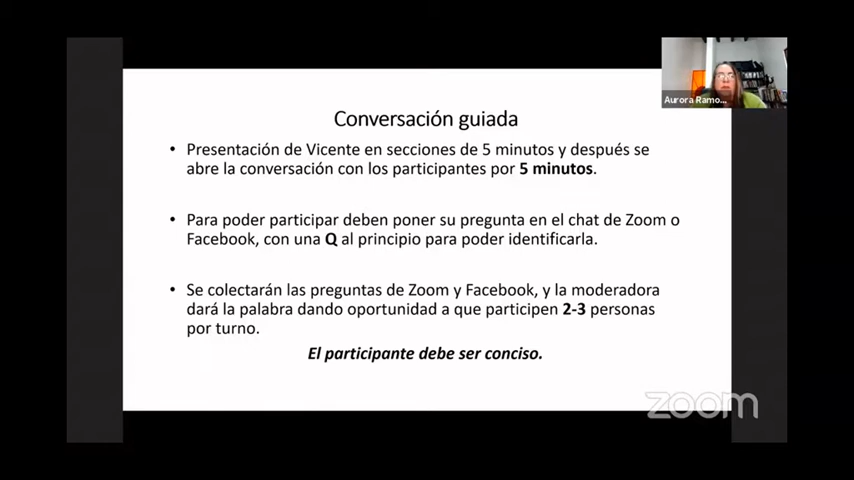 Aurora Ramo...
Conversación guiada
• Presentación de Vicente en secciones de 5 minutos y después se
abre la conversación con los participantes por 5 minutos.
• Para poder participar deben poner su pregunta en el chat de Zoom o
Facebook, con una Q al principio para poder identificarla.
• Se colectarán las preguntas de Zoom y Facebook, y la moderadora
dará la palabra dando oportunidad a que participen 2-3 personas
por turno.
El participante debe ser conciso.
zoom